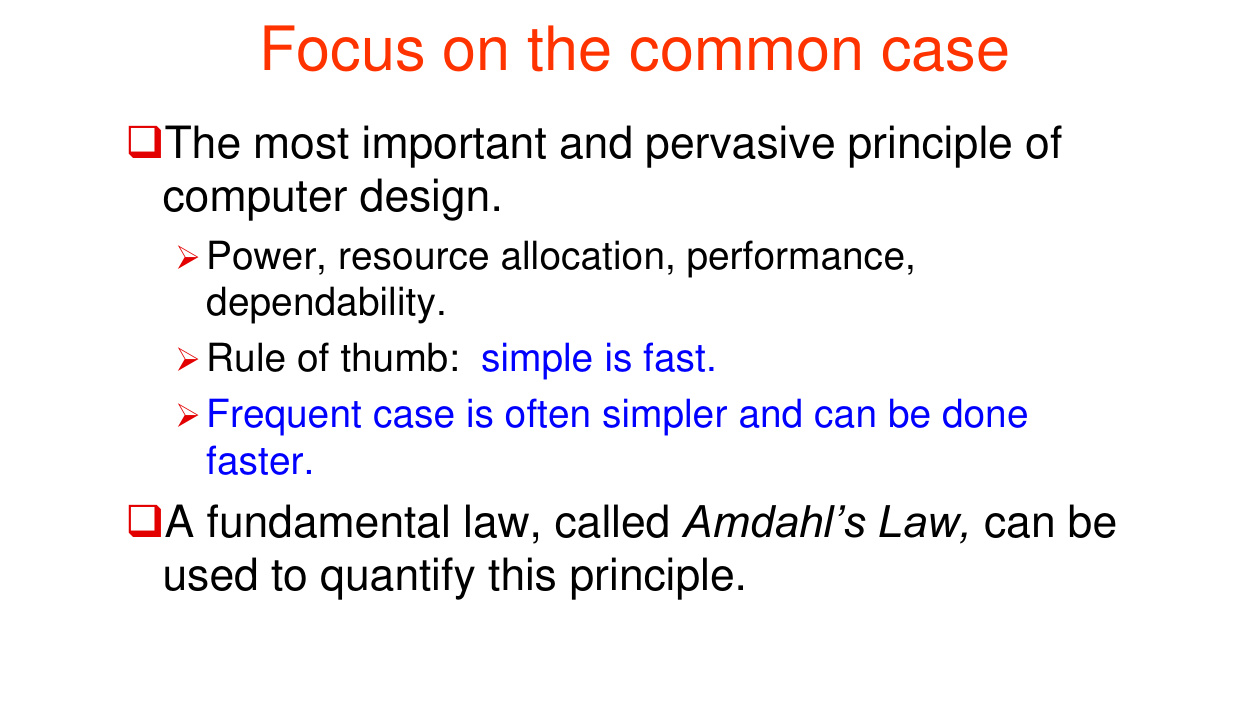 Focus on the common case
❑The most important and pervasive principle of
computer design.
➢Power, resource allocation, performance,
dependability.
➢Rule of thumb:  simple is fast.
➢Frequent case is often simpler and can be done
faster.
❑A fundamental law, called Amdahl’s Law, can be
used to quantify this principle.